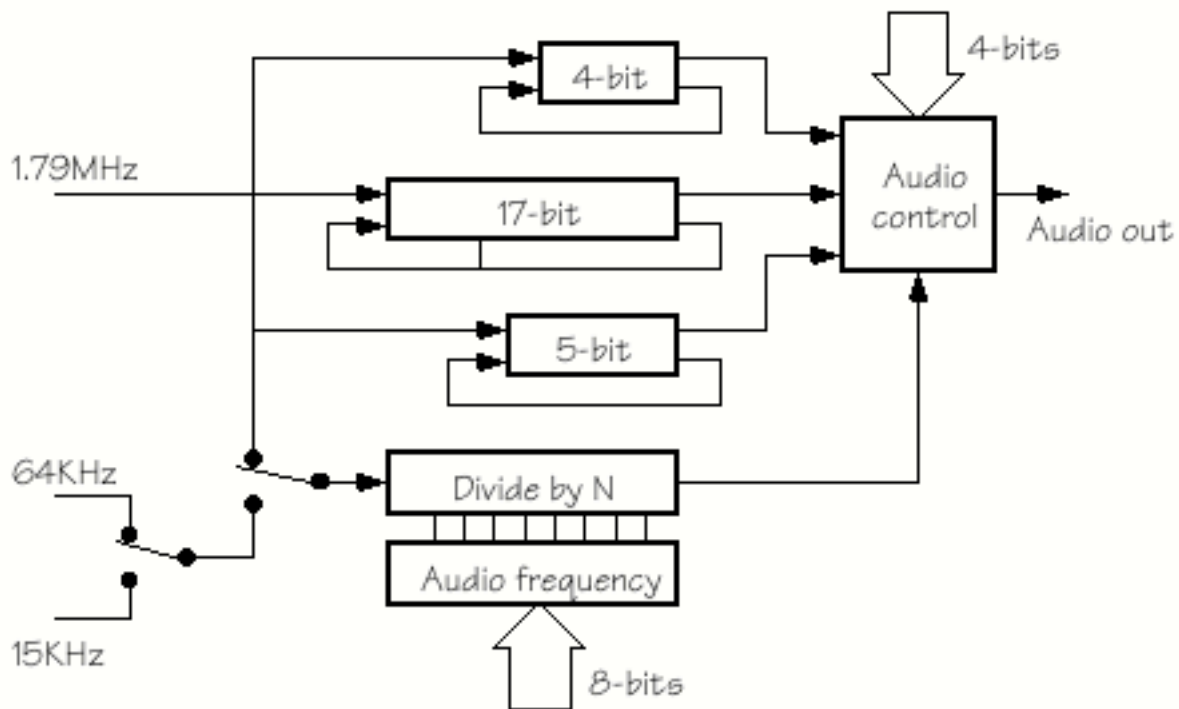 4-bit
4-bits
1.79MHz
17-bit
Audio
control
Audio out
5-bit
64KHz
Divide by N
Audio frequency
15KHz
8-bits